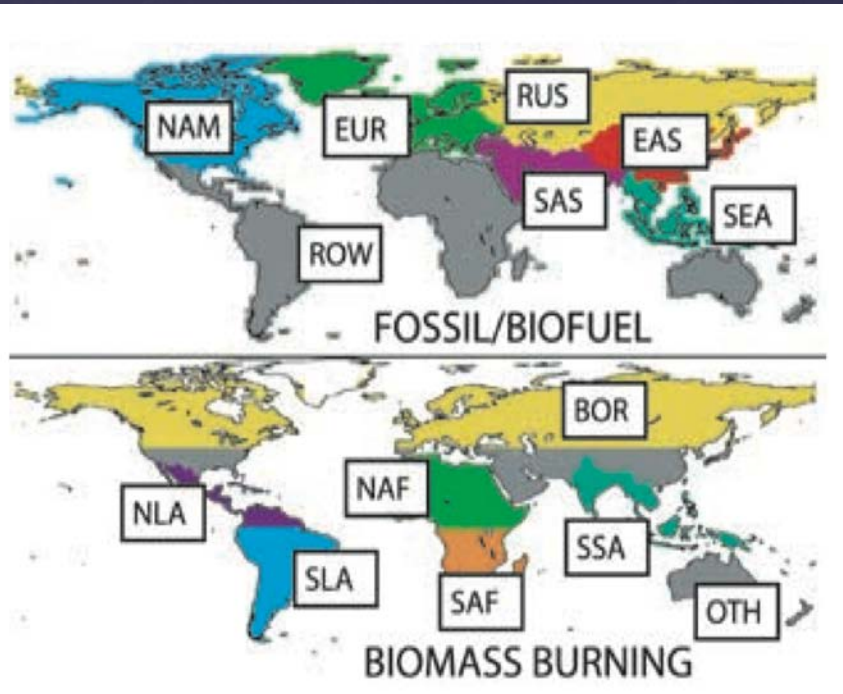 RUS
NAM
EUR
EAS
SAS
SEA
ROW
FOSSIL/BIOFUEL
BOR
NAF
NLA
SSA
SLA
SAF
OTH
BIOMASS BURNING